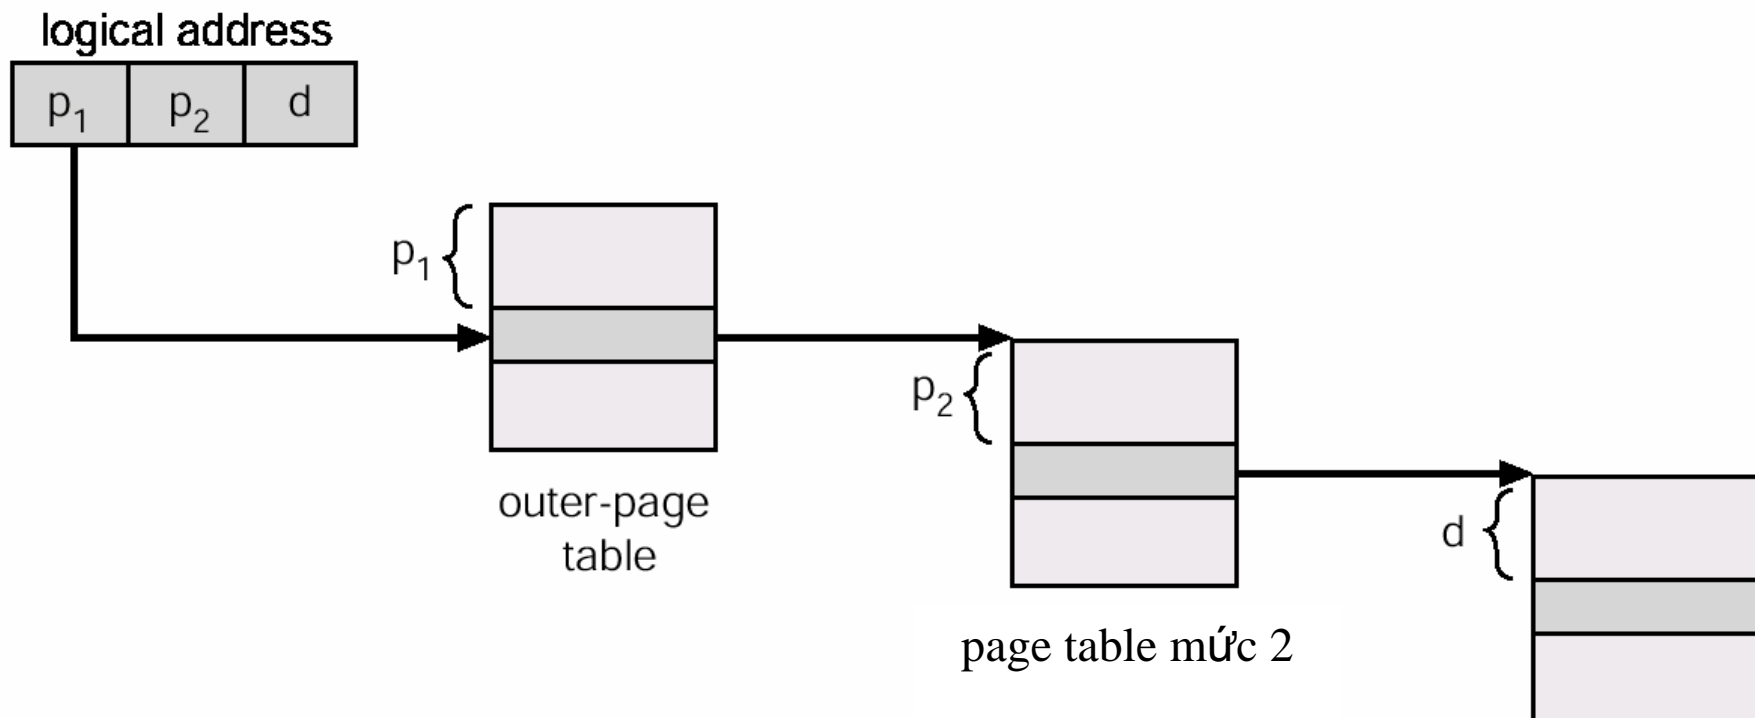 logical address
p₁ p₂ d
p₁
outer-page
table
p₂
page table mức 2
d